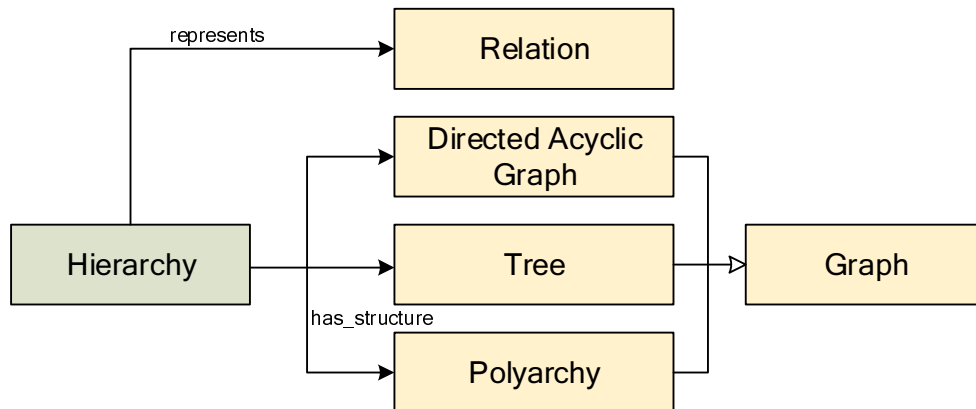 represents
Relation
Directed Acyclic
Graph
Hierarchy
Tree
Graph
has_structure
Polyarchy